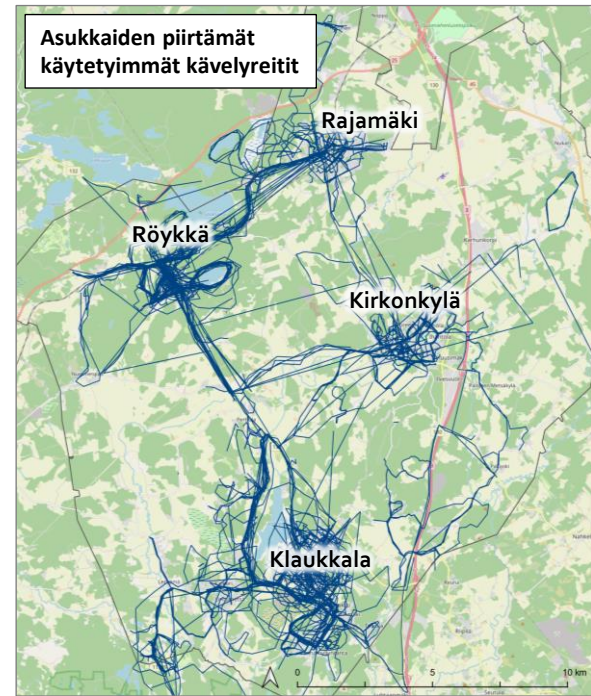 Asukkaiden piirtämät
käytetyimmät kävelyreitit
Rajamäki
Röykkä
Kirkonkylä
Klaukkala
0 5 10 km